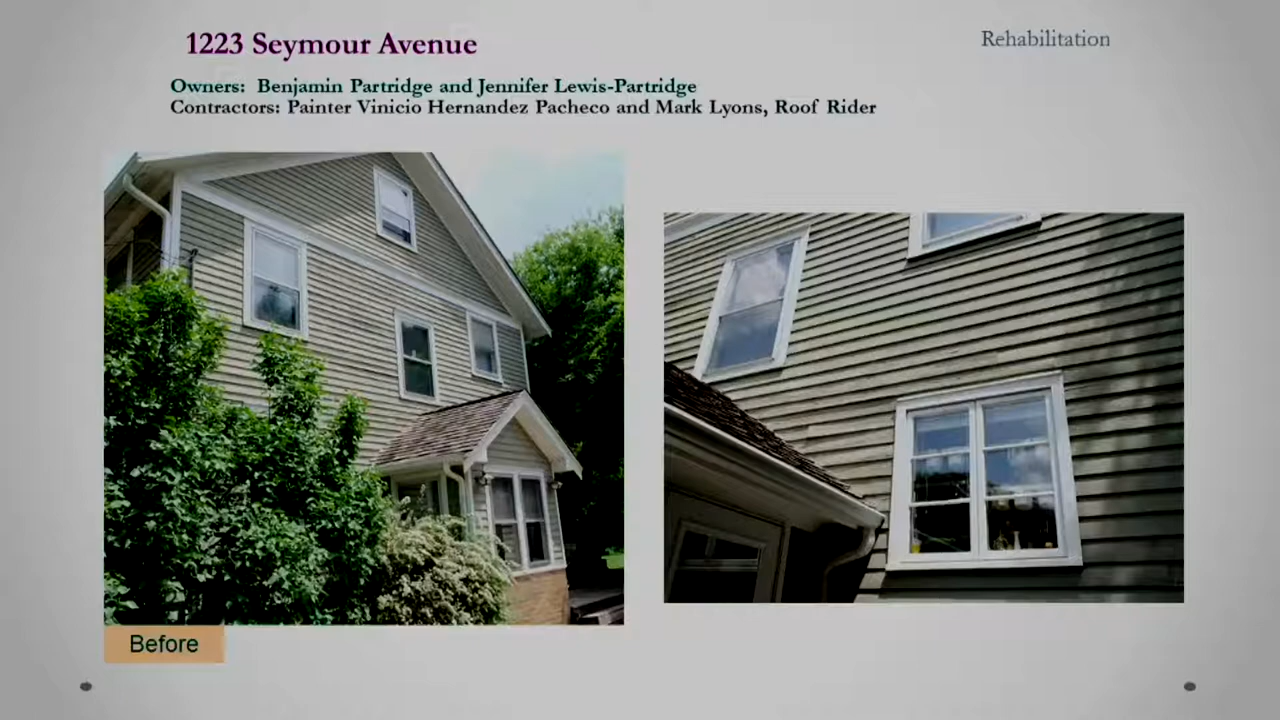 1223 Seymour Avenue
Rehabilitation
Owners: Benjamin Partridge and Jennifer Lewis-Partridge
Contractors: Painter Vinicio Hernandez Pacheco and Mark Lyons, Roof Rider
Before